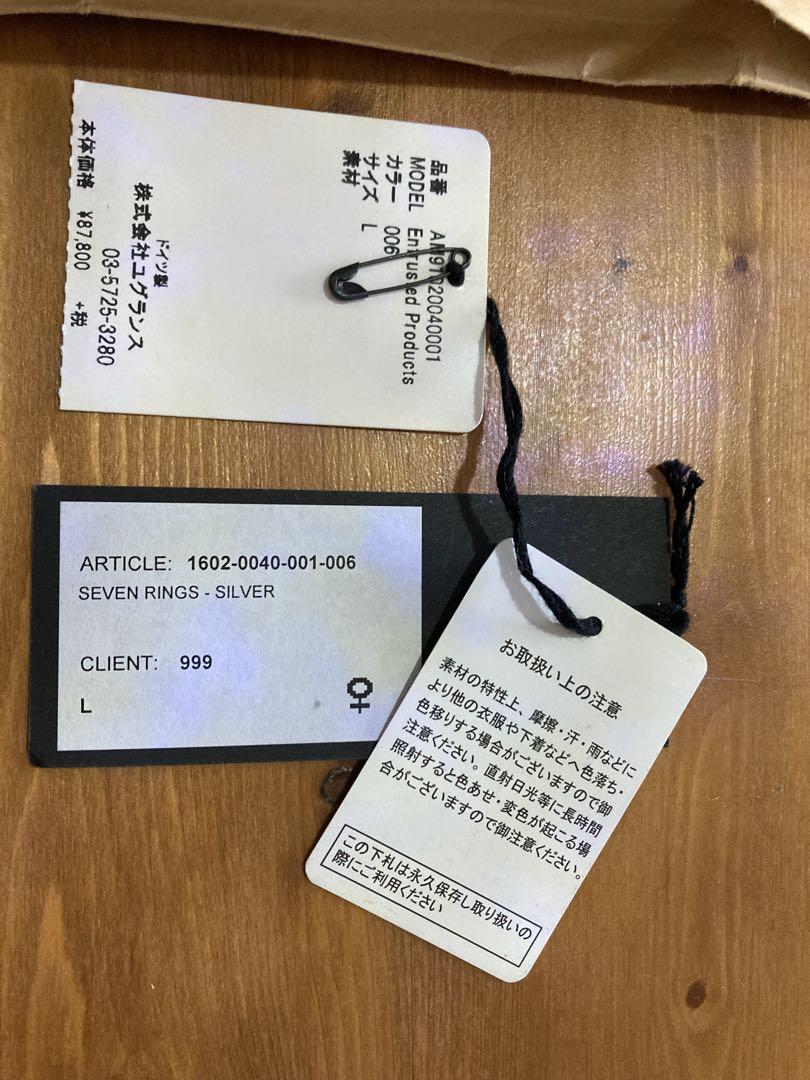 品番
MODEL Entrusted Products
カラー 006
サイズ L
素材
ドイツ製
株式会社ユグランス
03-5725-3280
本体価格 ¥87,800 +税
ARTICLE: 1602-0040-001-006
SEVEN RINGS - SILVER
CLIENT: 999
L
お取扱い上の注意
素材の特性上、摩擦・汗・雨などに
より他の衣服や下着などへ色落ち・
色移りする場合がございますので御
注意ください。直射日光等に長時間
照射すると色あせ・変色が起こる場
合がございますので御注意ください。
この下札は永久保存し取り扱いの
際にご利用ください